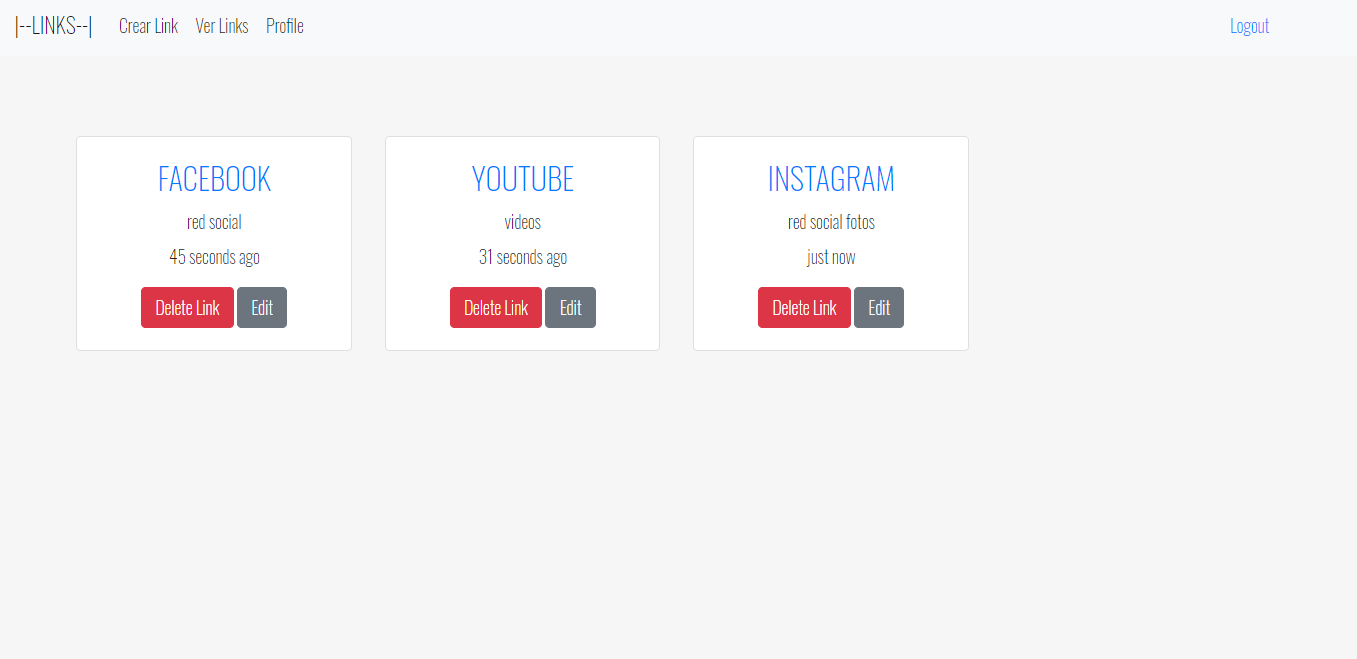 |--LINKS--| Crear Link Ver Links Profile Logout
FACEBOOK
red social
45 seconds ago
Delete Link Edit
YOUTUBE
videos
31 seconds ago
Delete Link Edit
INSTAGRAM
red social fotos
just now
Delete Link Edit